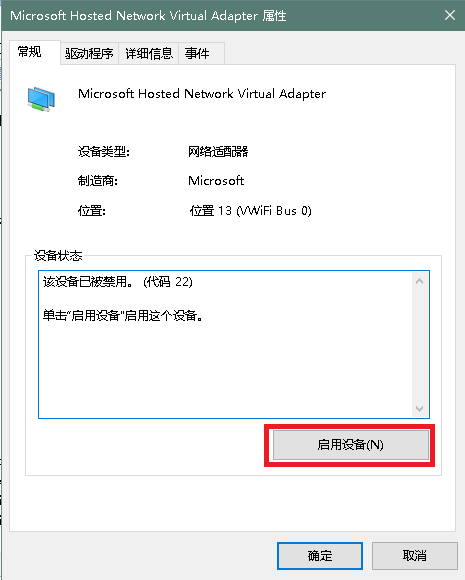 Microsoft Hosted Network Virtual Adapter 属性
常规 驱动程序 详细信息 事件
Microsoft Hosted Network Virtual Adapter
设备类型: 网络适配器
制造商: Microsoft
位置: 位置 13 (VWiFi Bus 0)
设备状态
该设备已被禁用。 (代码 22)
单击"启用设备"启用这个设备。
启用设备(N)
确定 取消